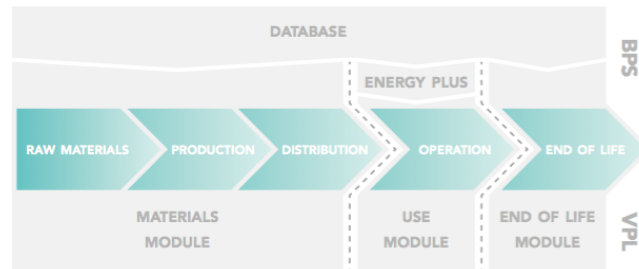 DATABASE
BPS
ENERGY PLUS
RAW MATERIALS
PRODUCTION
DISTRIBUTION
OPERATION
END OF LIFE
MATERIALS
MODULE
USE
MODULE
END OF LIFE
MODULE
VPL